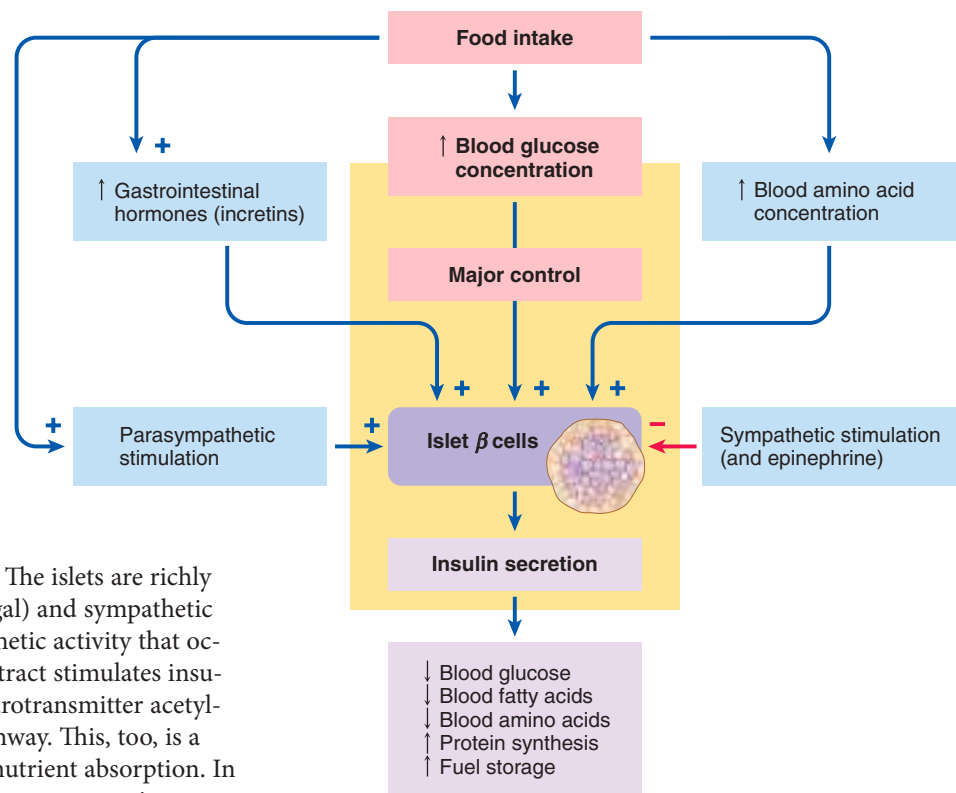 Food intake
↑ Blood glucose
concentration
↑ Gastrointestinal
hormones (incretins)
↑ Blood amino acid
concentration
Major control
+
+
+
+
+
+
−
Parasympathetic
stimulation
Islet β cells
Sympathetic stimulation
(and epinephrine)
Insulin secretion
↓ Blood glucose
↓ Blood fatty acids
↓ Blood amino acids
↑ Protein synthesis
↑ Fuel storage
The islets are richly
gal) and sympathetic
netic activity that oc-
tract stimulates insu-
rotransmitter acetyl-
nway. This, too, is a
nutrient absorption. In